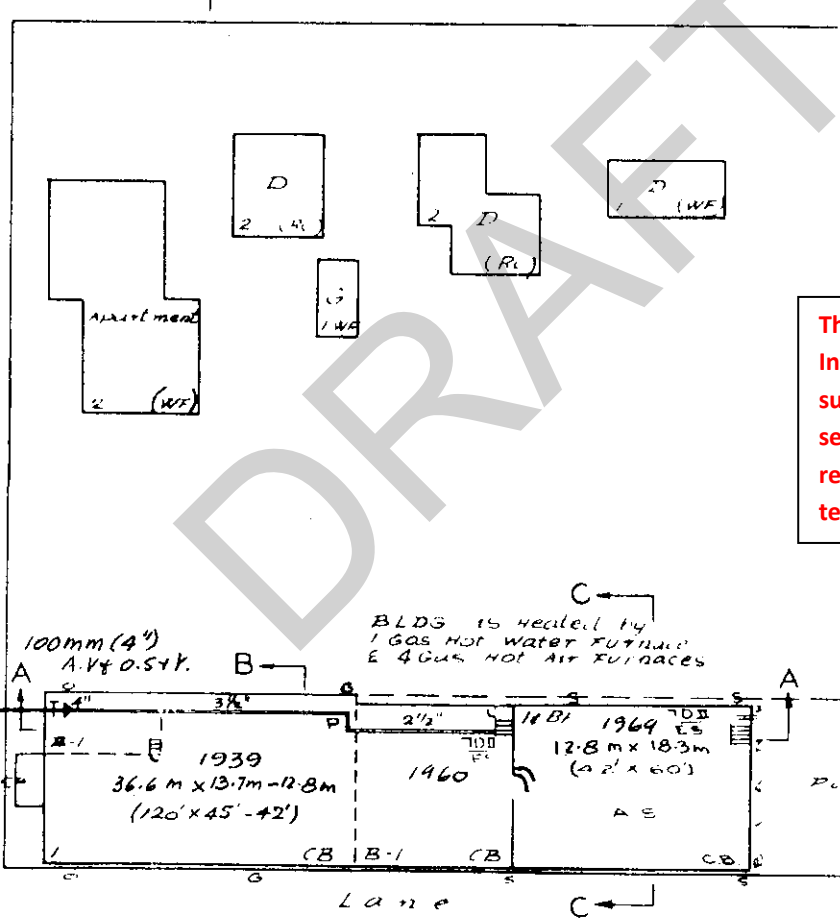 DRAFT
D
2
D
2
(Ri)
D
1 (WF)
G
1 WF
Apartment
2 (WF)
Th
In
su
se
re
te
C
BLDG is Heated by
1 Gas Hot Water Furnace
& 4 Gas Hot Air Furnaces
100mm (4")
A.V & O.S & Y.
A
B
A
4"
3½"
2½"
P
B-1
1939
36.6 m x 13.7m-12.8m
(120' x 45'-42')
1960
1969
12.8 m x 18.3m
(42' x 60')
1
CB
B-1
CB
CB
Lane
C